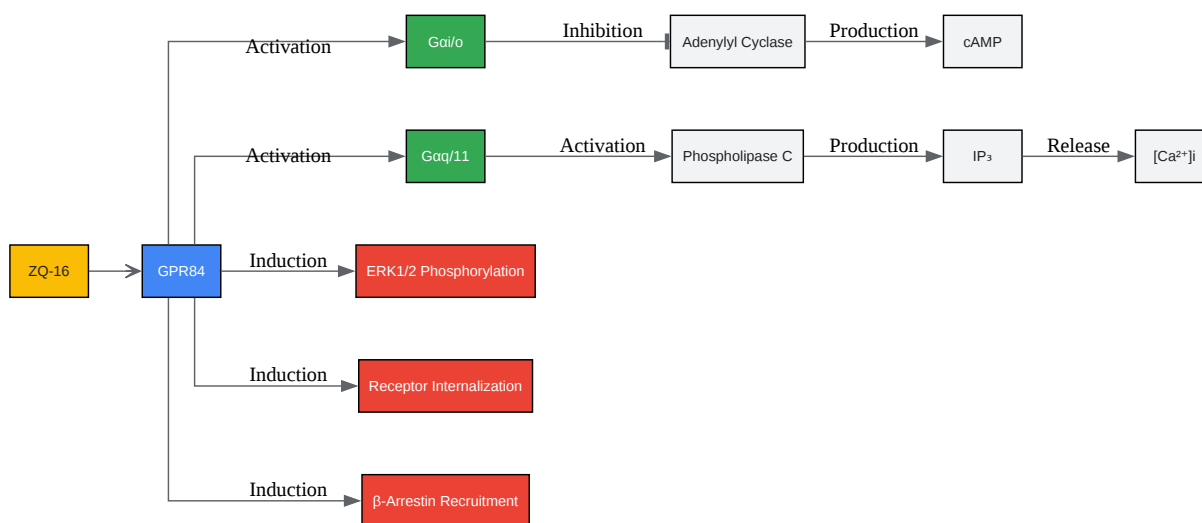 Activation
Gαi/o
Inhibition
Adenylyl Cyclase
Production
cAMP
Activation
Gαq/11
Activation
Phospholipase C
Production
IP₃
Release
[Ca²⁺]i
ZQ-16
GPR84
Induction
ERK1/2 Phosphorylation
Induction
Receptor Internalization
Induction
β-Arrestin Recruitment